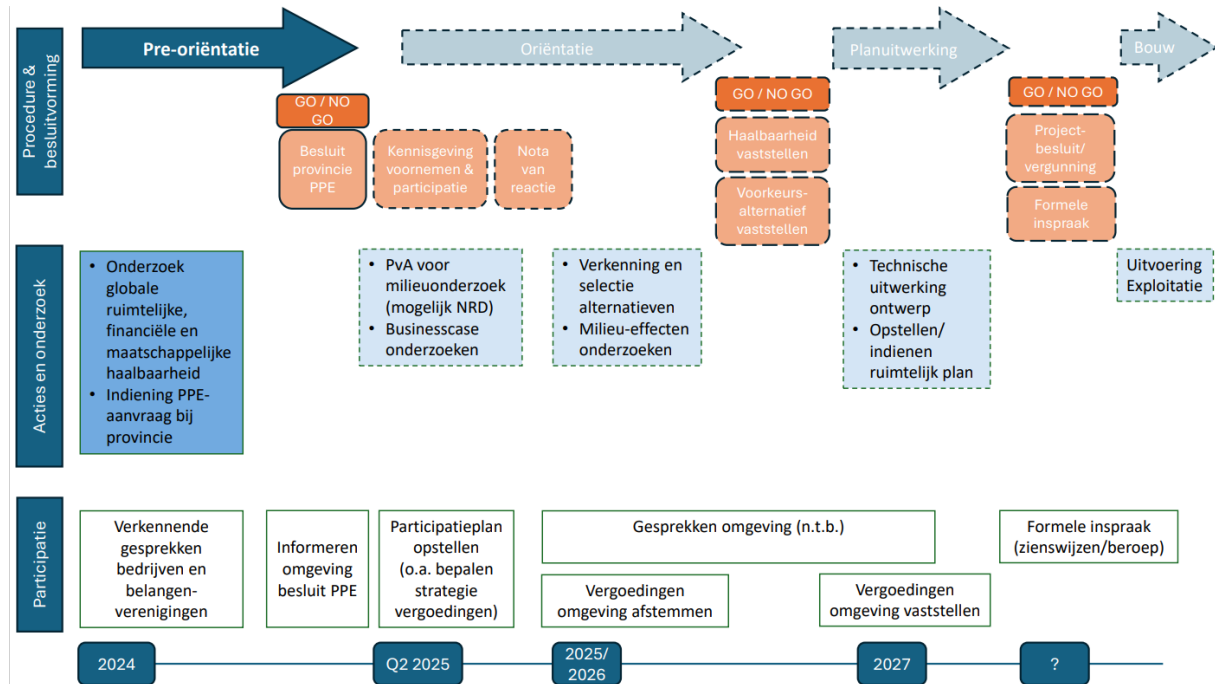 Procedure &
besluitvorming
Pre-oriëntatie
Oriëntatie
Planuitwerking
Bouw
GO / NO
GO
Besluit
provincie
PPE
Kennisgeving
voornemen &
participatie
Nota
van
reactie
GO / NO GO
Haalbaarheid
vaststellen
Voorkeurs-
alternatief
vaststellen
GO / NO GO
Project-
besluit/
vergunning
Formele
inspraak
Acties en onderzoek
• Onderzoek
globale
ruimtelijke,
financiële en
maatschappelijke
haalbaarheid
• Indiening PPE-
aanvraag bij
provincie
• PvA voor
milieuonderzoek
(mogelijk NRD)
• Businesscase
onderzoeken
• Verkenning en
selectie
alternatieven
• Milieu-effecten
onderzoeken
• Technische
uitwerking
ontwerp
• Opstellen/
indienen
ruimtelijk plan
Uitvoering
Exploitatie
Participatie
Verkennende
gesprekken
bedrijven en
belangen-
verenigingen
Informeren
omgeving
besluit PPE
Participatieplan
opstellen
(o.a. bepalen
strategie
vergoedingen)
Gesprekken omgeving (n.t.b.)
Vergoedingen
omgeving afstemmen
Vergoedingen
omgeving vaststellen
Formele inspraak
(zienswijzen/beroep)
2024
Q2 2025
2025/
2026
2027
?